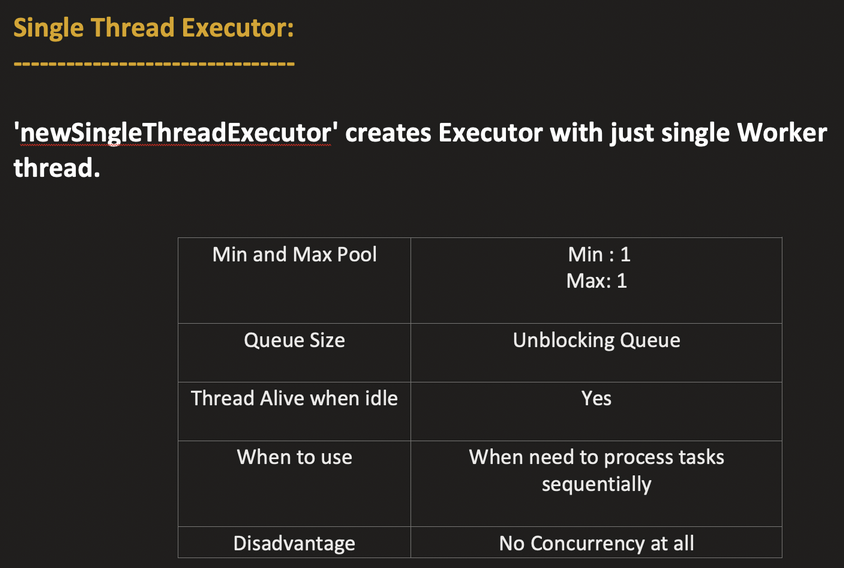 Single Thread Executor:
--------------------------------
'newSingleThreadExecutor' creates Executor with just single Worker
thread.
Min and Max Pool
Min : 1
Max: 1
Queue Size
Unblocking Queue
Thread Alive when idle
Yes
When to use
When need to process tasks
sequentially
Disadvantage
No Concurrency at all